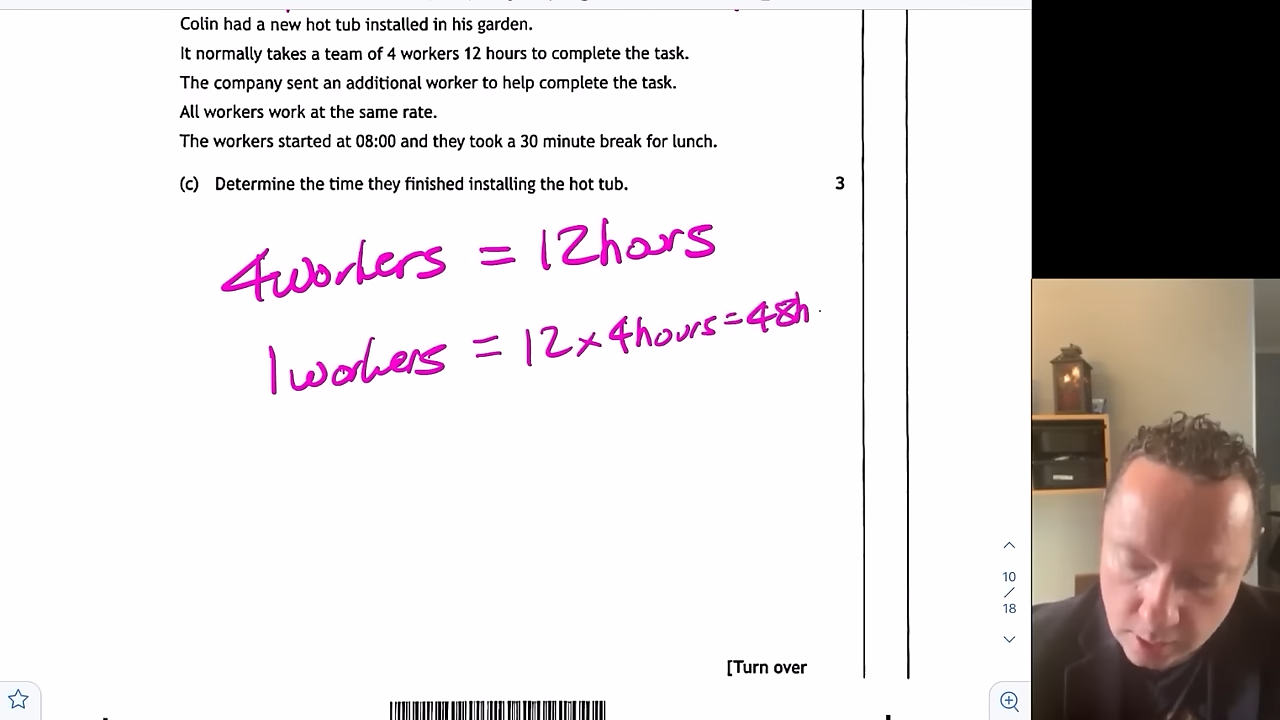 Colin had a new hot tub installed in his garden.
It normally takes a team of 4 workers 12 hours to complete the task.
The company sent an additional worker to help complete the task.
All workers work at the same rate.
The workers started at 08:00 and they took a 30 minute break for lunch.
(c) Determine the time they finished installing the hot tub. 3
4workers = 12hours
1workers = 12×4hours=48h
10
/
18
[Turn over